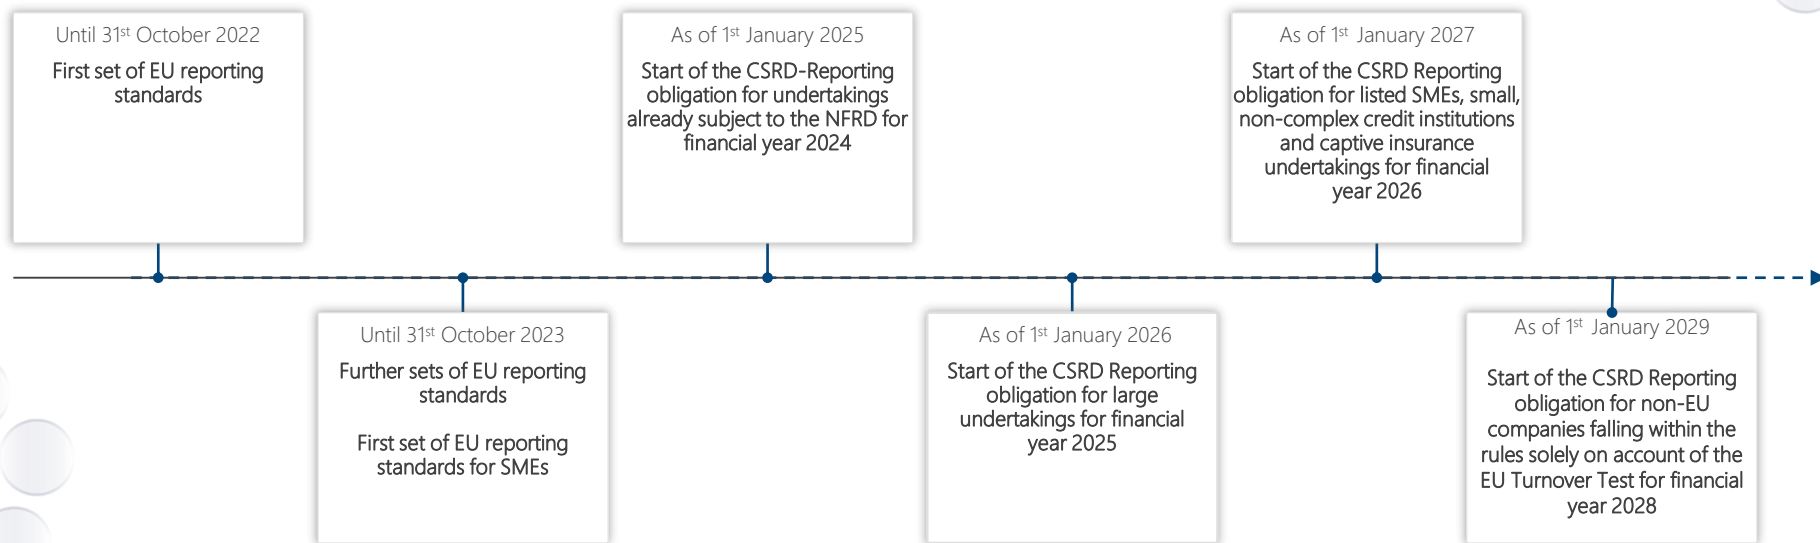 Until 31st October 2022
First set of EU reporting
standards
Until 31st October 2023
Further sets of EU reporting
standards
First set of EU reporting
standards for SMEs
As of 1st January 2025
Start of the CSRD-Reporting
obligation for undertakings
already subject to the NFRD for
financial year 2024
As of 1st January 2026
Start of the CSRD Reporting
obligation for large
undertakings for financial
year 2025
As of 1st January 2027
Start of the CSRD Reporting
obligation for listed SMEs, small,
non-complex credit institutions
and captive insurance
undertakings for financial
year 2026
As of 1st January 2029
Start of the CSRD Reporting
obligation for non-EU
companies falling within the
rules solely on account of the
EU Turnover Test for financial
year 2028